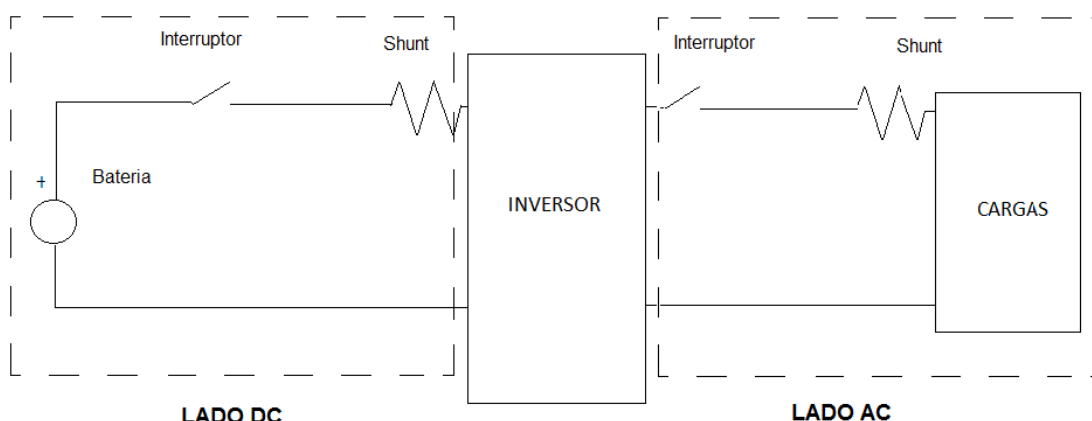 Interruptor
Shunt
Interruptor
Shunt
+
Bateria
INVERSOR
CARGAS
LADO DC
LADO AC